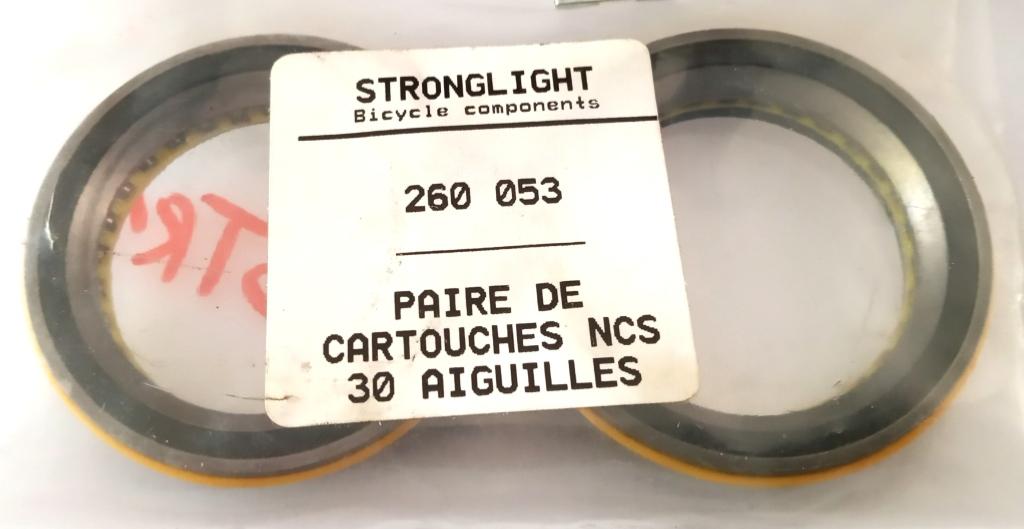 STRONGLIGHT
Bicycle components
260 053
PAIRE DE
CARTOUCHES NCS
30 AIGUILLES